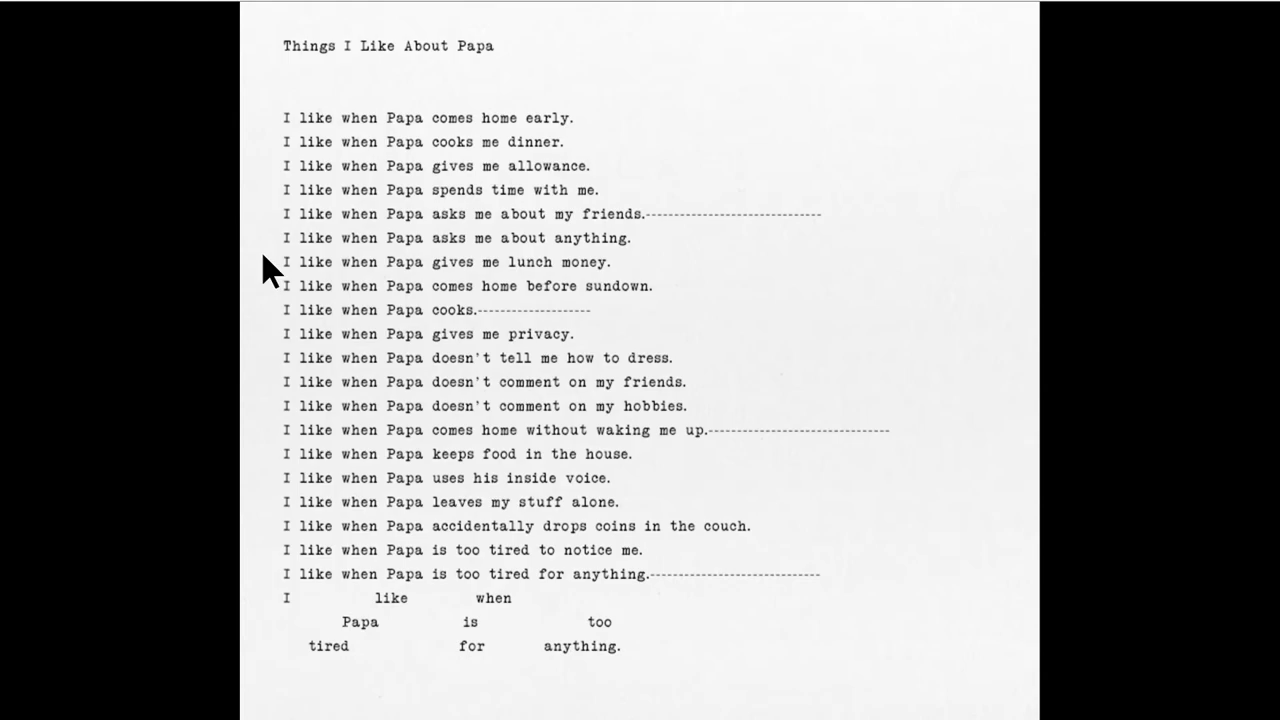 Things I Like About Papa
I like when Papa comes home early.
I like when Papa cooks me dinner.
I like when Papa gives me allowance.
I like when Papa spends time with me.
I like when Papa asks me about my friends.-------------------------------
I like when Papa asks me about anything.
I like when Papa gives me lunch money.
I like when Papa comes home before sundown.
I like when Papa cooks.--------------------
I like when Papa gives me privacy.
I like when Papa doesn't tell me how to dress.
I like when Papa doesn't comment on my friends.
I like when Papa doesn't comment on my hobbies.
I like when Papa comes home without waking me up.--------------------------------
I like when Papa keeps food in the house.
I like when Papa uses his inside voice.
I like when Papa leaves my stuff alone.
I like when Papa accidentally drops coins in the couch.
I like when Papa is too tired to notice me.
I like when Papa is too tired for anything.------------------------------
I like when
Papa is too
tired for anything.